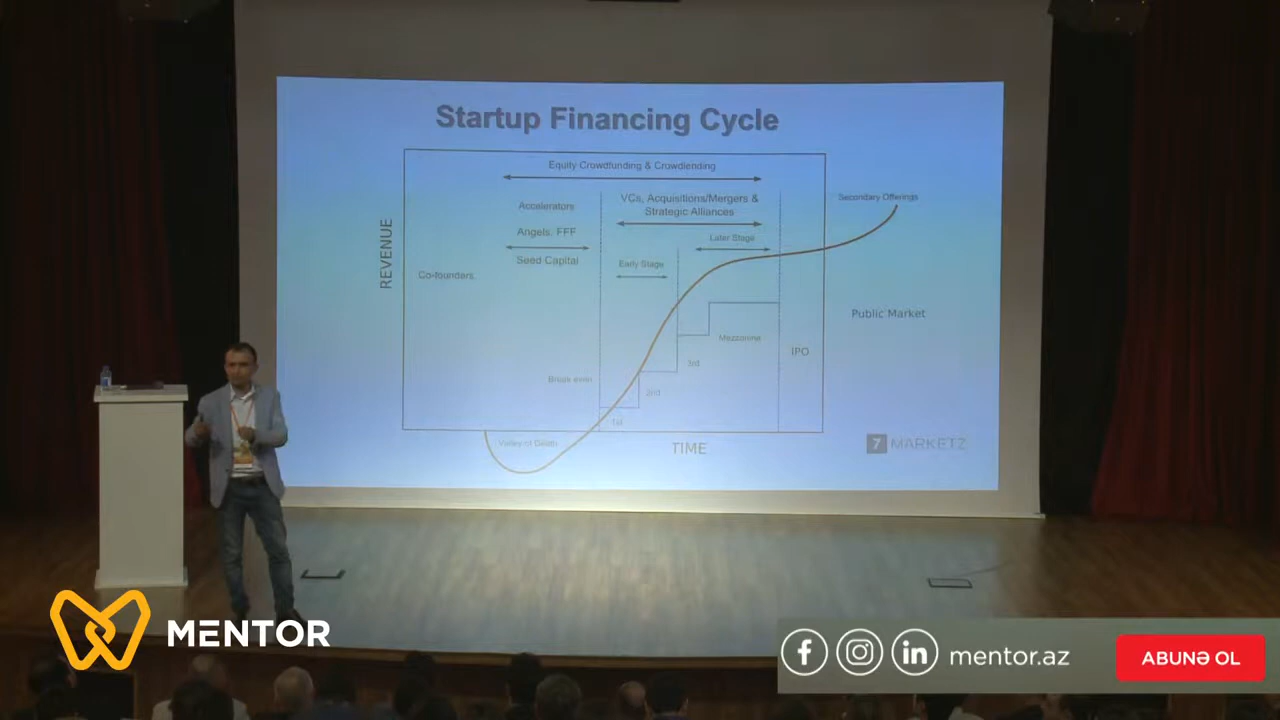 Startup Financing Cycle
Equity Crowdfunding & Crowdlending
Accelerators
VCs, Acquisitions/Mergers &
Strategic Alliances
Secondary Offerings
Angels, FFF
Later Stage
Seed Capital
Early Stage
Co-founders
REVENUE
Public Market
Mezzonine
IPO
3rd
Break even
2nd
1st
Valley of Death
TIME
7 MARKETZ
MENTOR
mentor.az
ABUNƏ OL